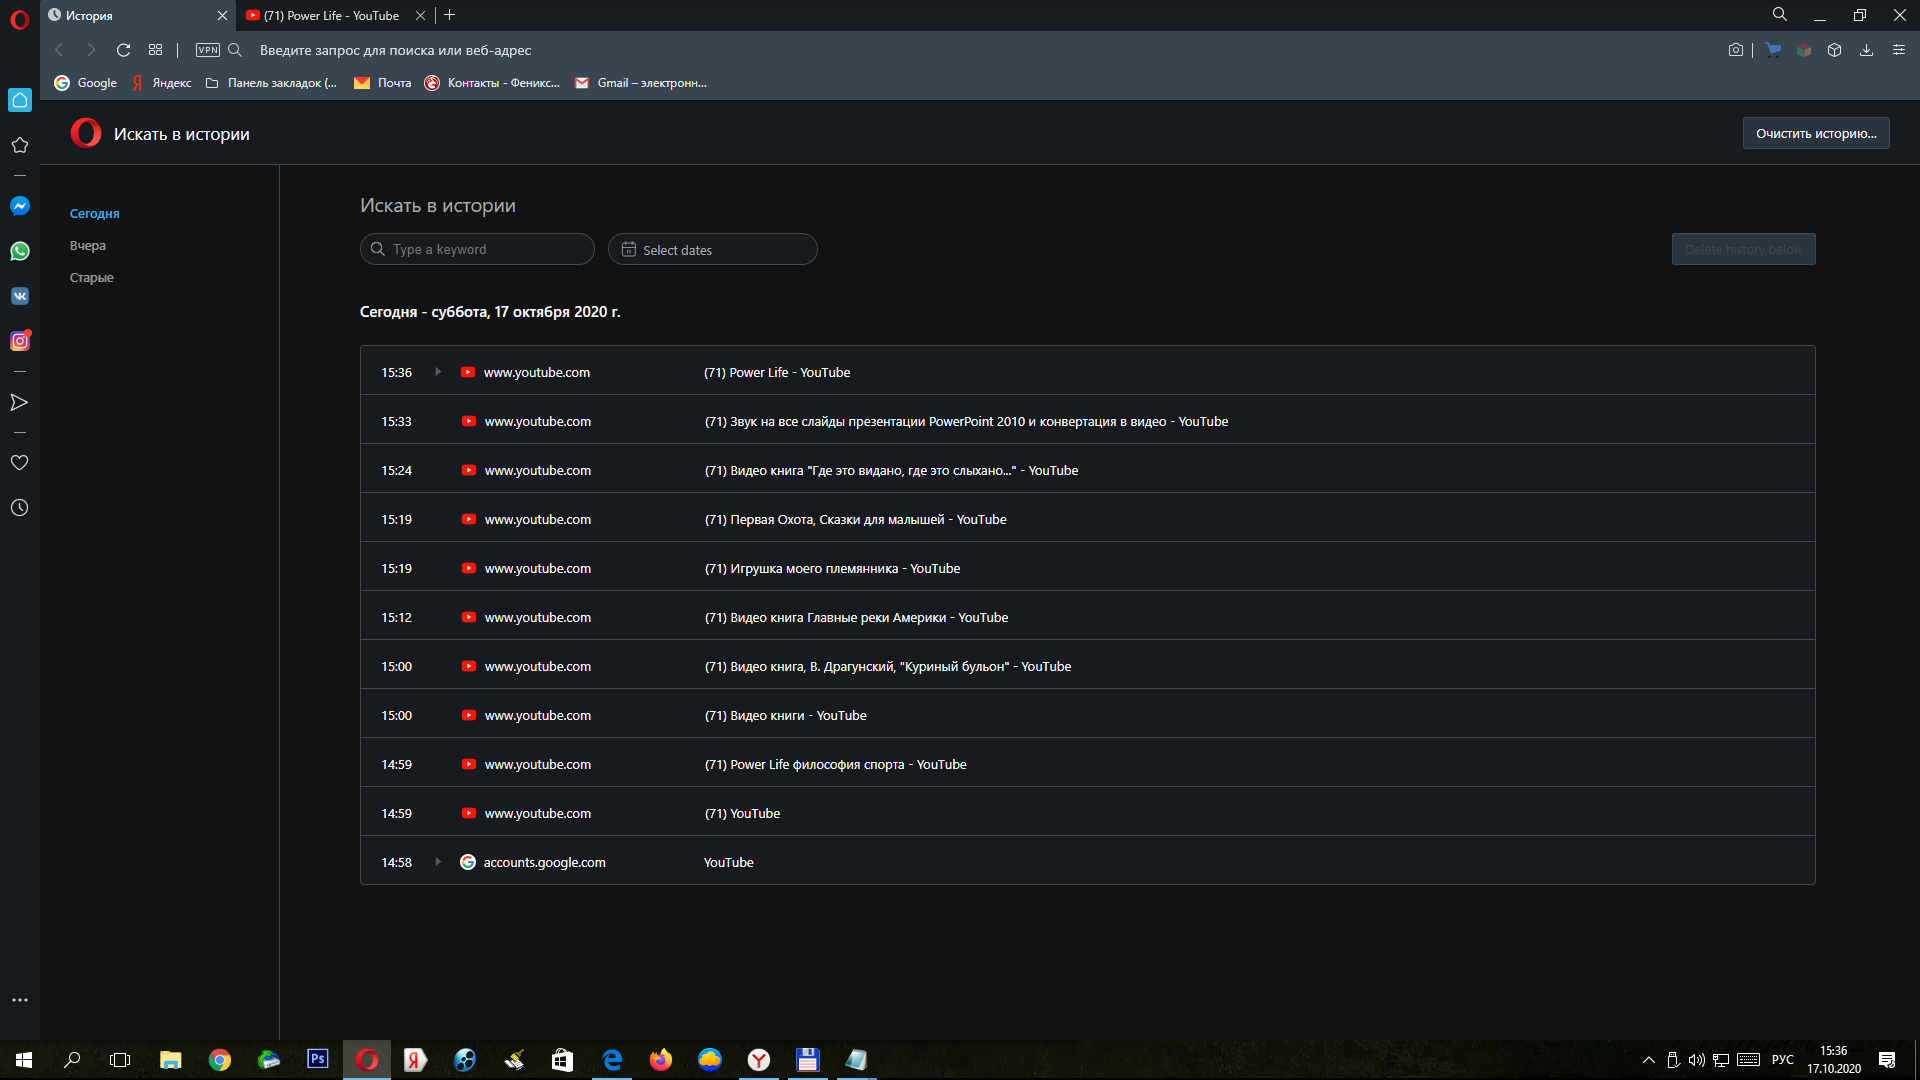 История
(71) Power Life - YouTube
VPN
Введите запрос для поиска или веб-адрес
Google
Яндекс
Панель закладок (...
Почта
Контакты - Феникс...
Gmail – электронн...
Искать в истории
Очистить историю...
Сегодня
Вчера
Старые
Искать в истории
Type a keyword
Select dates
Delete history below
Сегодня - суббота, 17 октября 2020 г.
15:36 www.youtube.com (71) Power Life - YouTube
15:33 www.youtube.com (71) Звук на все слайды презентации PowerPoint 2010 и конвертация в видео - YouTube
15:24 www.youtube.com (71) Видео книга "Где это видано, где это слыхано..." - YouTube
15:19 www.youtube.com (71) Первая Охота, Сказки для малышей - YouTube
15:19 www.youtube.com (71) Игрушка моего племянника - YouTube
15:12 www.youtube.com (71) Видео книга Главные реки Америки - YouTube
15:00 www.youtube.com (71) Видео книга, В. Драгунский, "Куриный бульон" - YouTube
15:00 www.youtube.com (71) Видео книги - YouTube
14:59 www.youtube.com (71) Power Life философия спорта - YouTube
14:59 www.youtube.com (71) YouTube
14:58 accounts.google.com YouTube
Ps
РУС
15:36
17.10.2020